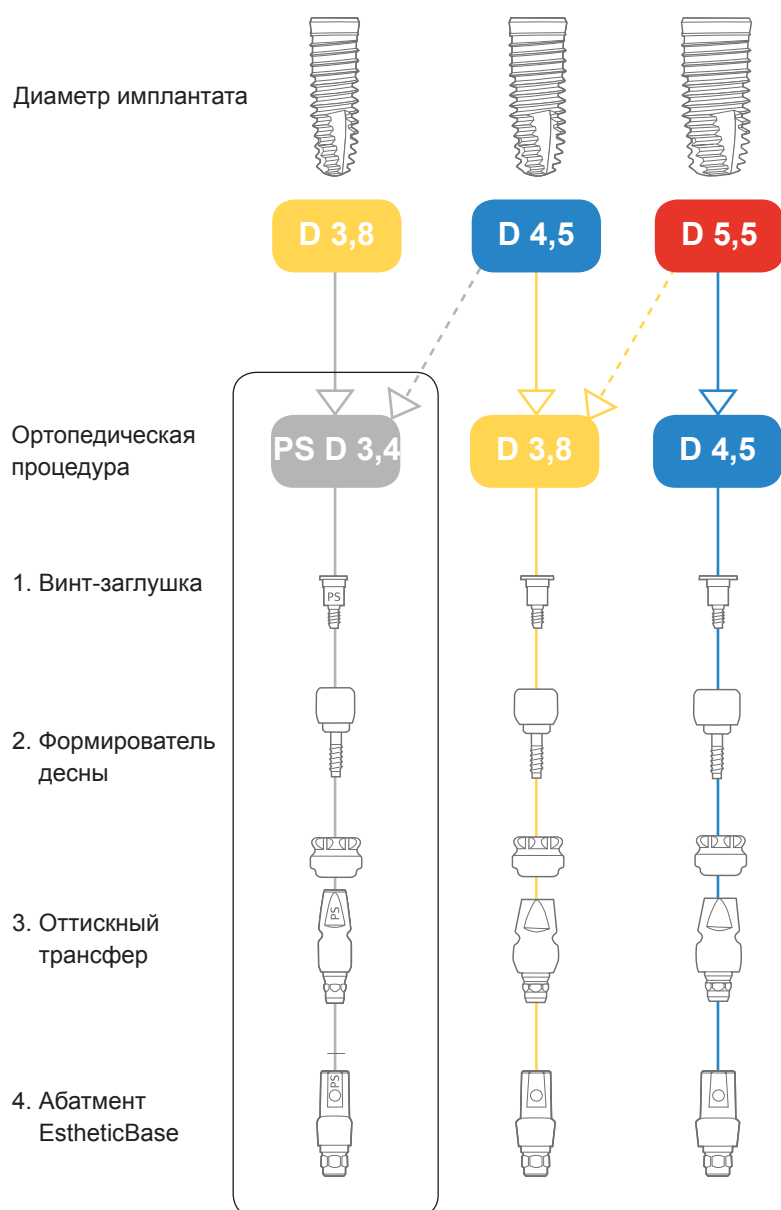 Диаметр имплантата
D 3,8
D 4,5
D 5,5
Ортопедическая
процедура
PS D 3,4
D 3,8
D 4,5
1. Винт-заглушка
PS
2. Формирователь
десны
3. Оттискный
трансфер
PS
4. Абатмент
EstheticBase
PS